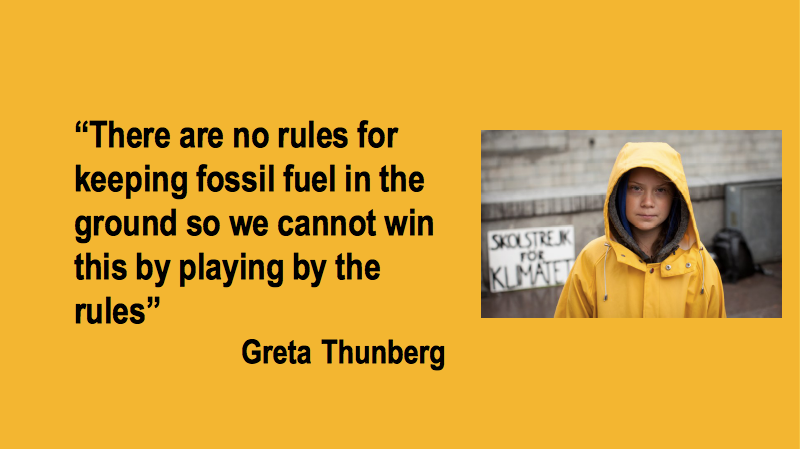 “There are no rules for
keeping fossil fuel in the
ground so we cannot win
this by playing by the
rules”
Greta Thunberg
SKOLSTREJK
FÖR
KLIMATET